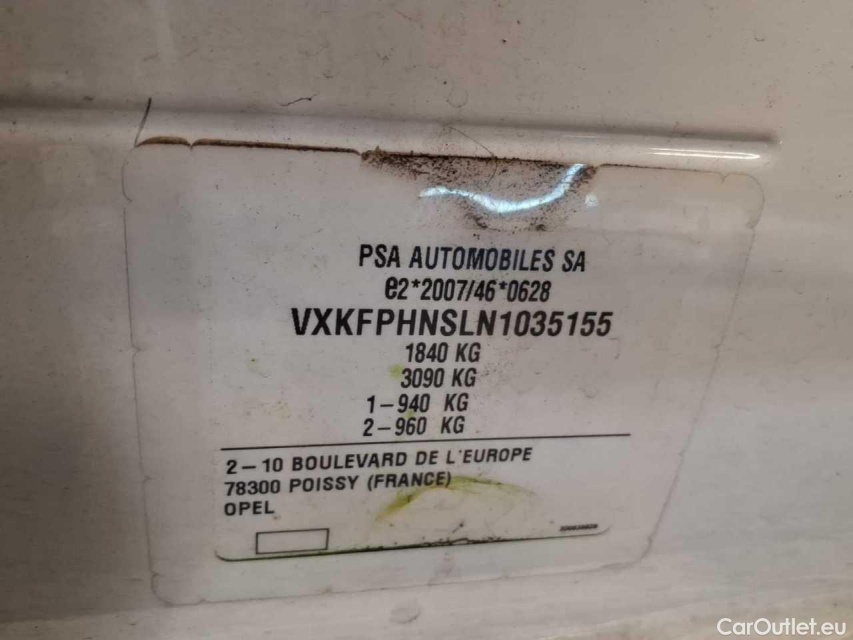 PSA AUTOMOBILES SA
e2*2007/46*0628
VXKFPHNSLN1035155
1840 KG
3090 KG
1-940 KG
2-960 KG
2-10 BOULEVARD DE L'EUROPE
78300 POISSY (FRANCE)
OPEL
CarOutlet.eu